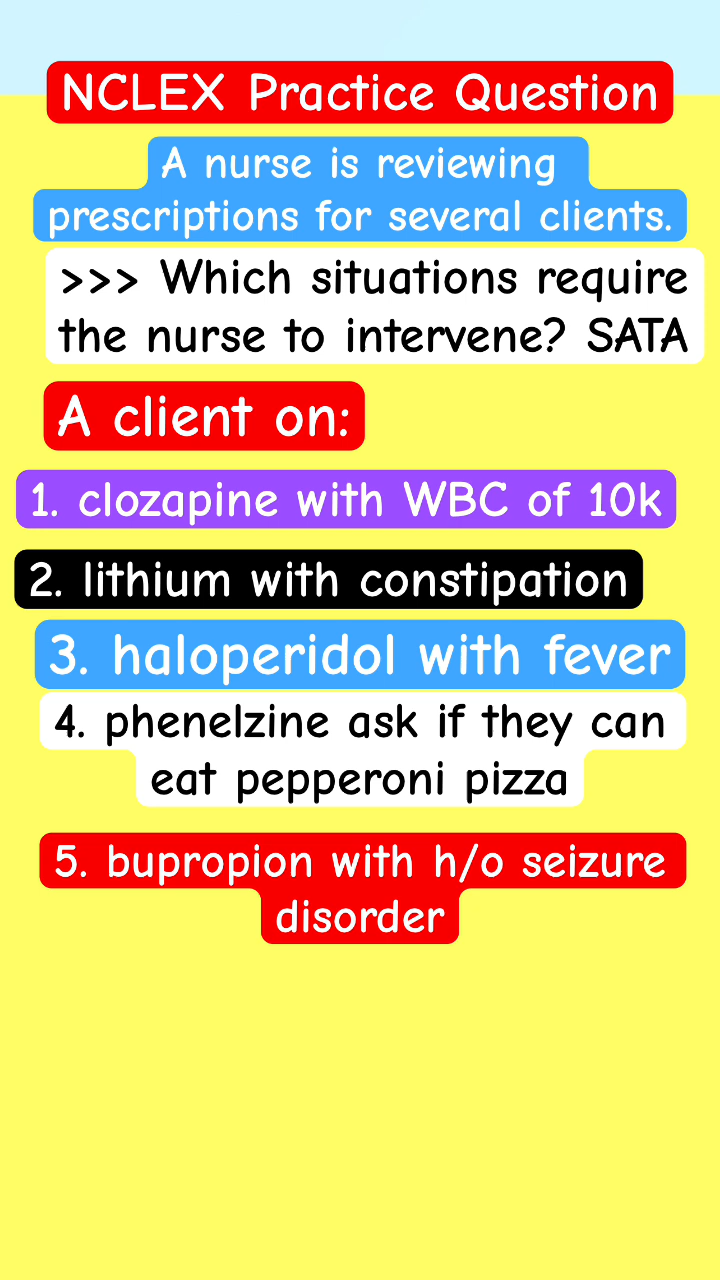 NCLEX Practice Question
A nurse is reviewing
prescriptions for several clients.
>>> Which situations require
the nurse to intervene? SATA
A client on:
1. clozapine with WBC of 10k
2. lithium with constipation
3. haloperidol with fever
4. phenelzine ask if they can
eat pepperoni pizza
5. bupropion with h/o seizure
disorder